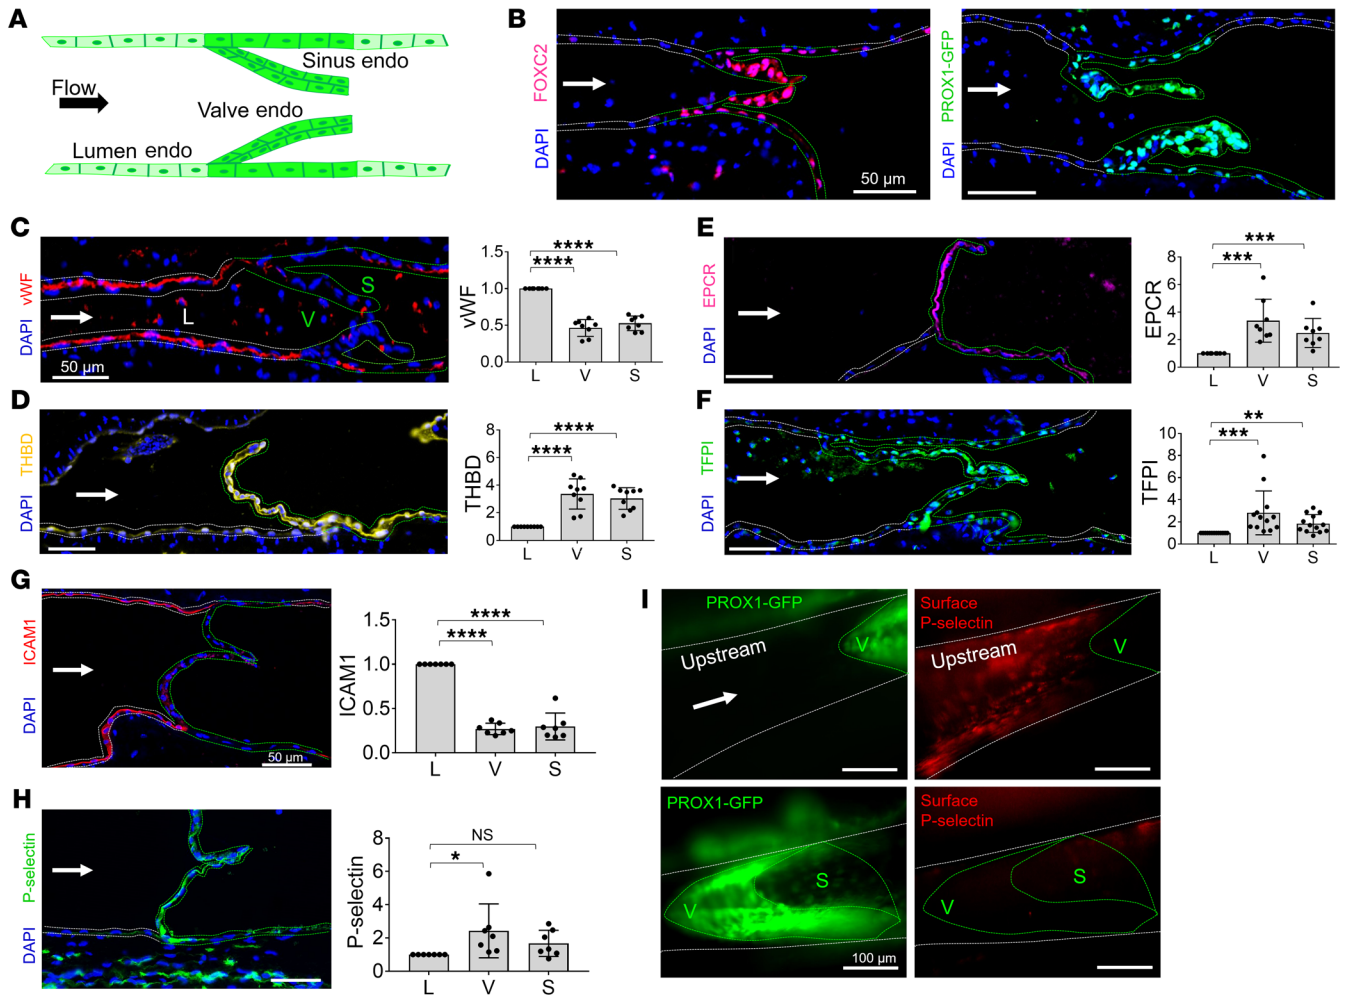 A
Sinus endo
Flow
Valve endo
Lumen endo
B
DAPI FOXC2
50 µm
DAPI PROX1-GFP
C
DAPI vWF
L
V
S
50 µm
vWF
1.5
1.0
0.5
0.0
****
****
L V S
D
DAPI THBD
THBD
8
6
4
2
0
****
****
L V S
E
DAPI EPCR
EPCR
8
6
4
2
0
***
***
L V S
F
DAPI TFPI
TFPI
10
8
6
4
2
0
**
***
L V S
G
DAPI ICAM1
50 µm
ICAM1
1.5
1.0
0.5
0.0
****
****
L V S
H
DAPI P-selectin
P-selectin
8
6
4
2
0
NS
*
L V S
I
PROX1-GFP
Upstream
V
Surface
P-selectin
Upstream
V
PROX1-GFP
V
S
100 µm
Surface
P-selectin
V
S